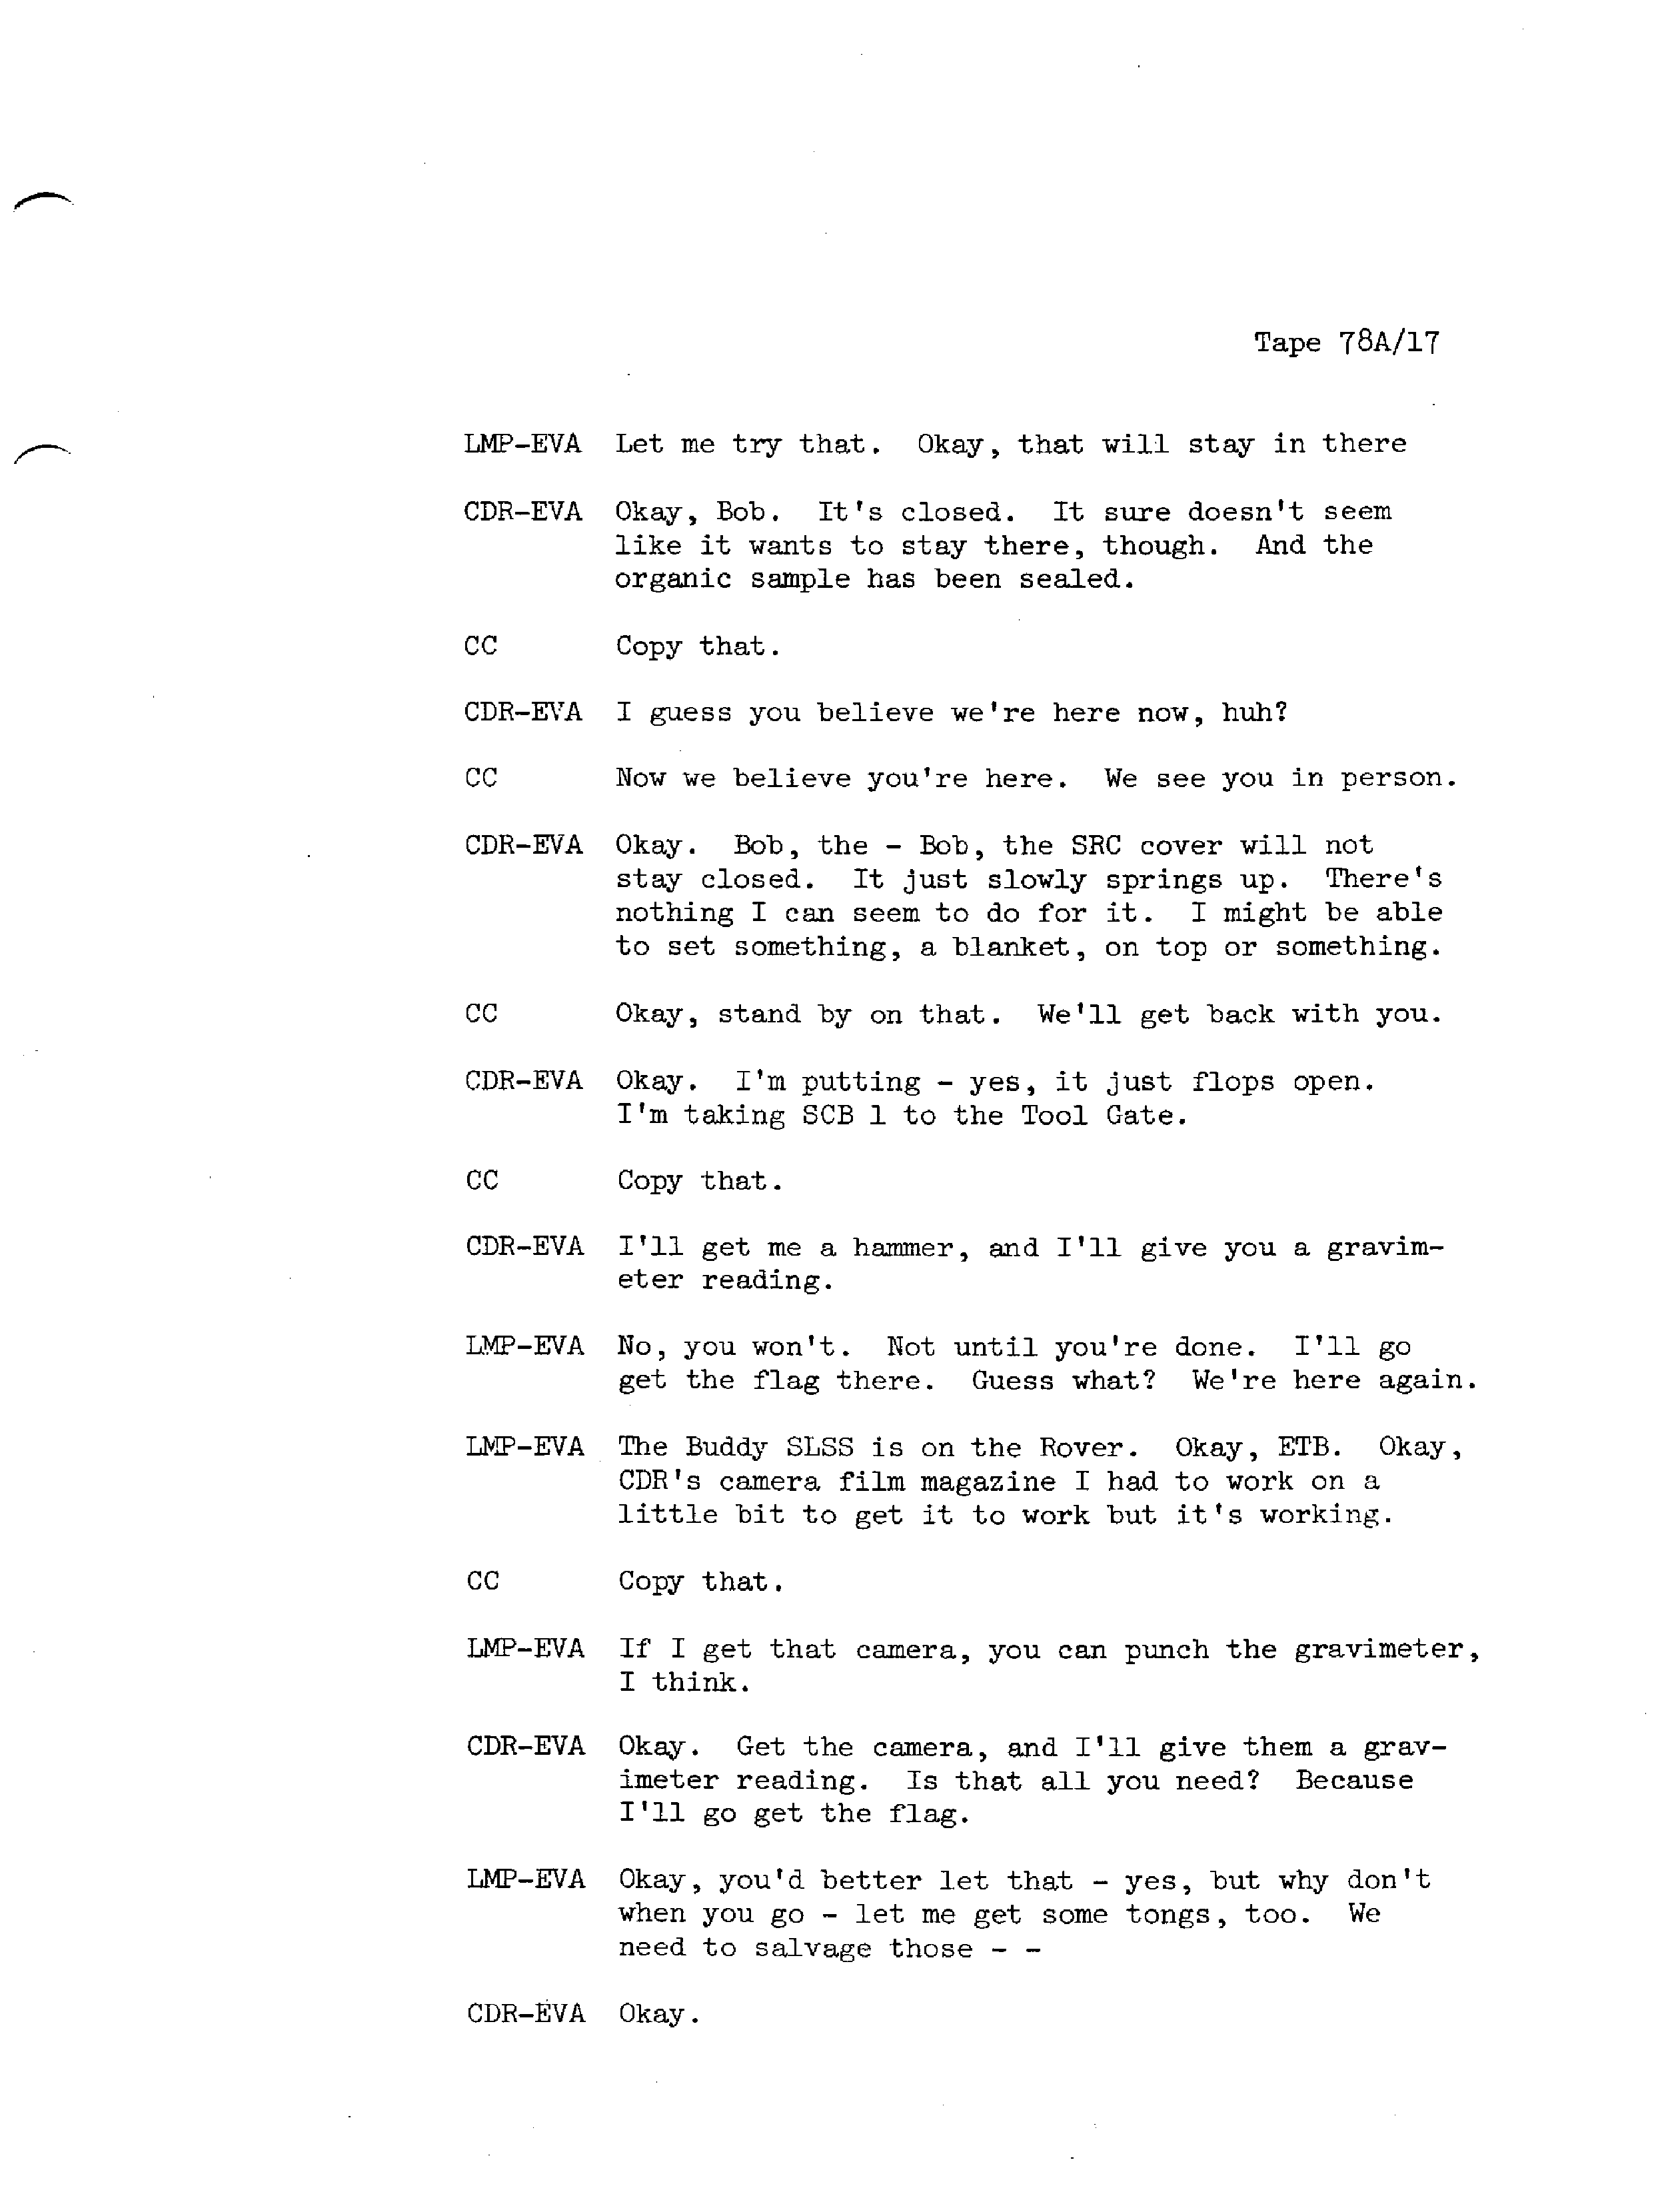 Tape 78A/17
LMP-EVA Let me try that. Okay, that will stay in there
CDR-EVA Okay, Bob. It's closed. It sure doesn't seem
like it wants to stay there, though. And the
organic sample has been sealed.
CC Copy that.
CDR-EVA I guess you believe we're here now, huh?
CC Now we believe you're here. We see you in person.
CDR-EVA Okay. Bob, the - Bob, the SRC cover will not
stay closed. It just slowly springs up. There's
nothing I can seem to do for it. I might be able
to set something, a blanket, on top or something.
CC Okay, stand by on that. We'll get back with you.
CDR-EVA Okay. I'm putting - yes, it just flops open.
I'm taking SCB 1 to the Tool Gate.
CC Copy that.
CDR-EVA I'll get me a hammer, and I'll give you a gravim-
eter reading.
LMP-EVA No, you won't. Not until you're done. I'll go
get the flag there. Guess what? We're here again.
LMP-EVA The Buddy SLSS is on the Rover. Okay, ETB. Okay,
CDR's camera film magazine I had to work on a
little bit to get it to work but it's working.
CC Copy that.
LMP-EVA If I get that camera, you can punch the gravimeter,
I think.
CDR-EVA Okay. Get the camera, and I'll give them a grav-
imeter reading. Is that all you need? Because
I'll go get the flag.
LMP-EVA Okay, you'd better let that - yes, but why don't
when you go - let me get some tongs, too. We
need to salvage those - -
CDR-EVA Okay.